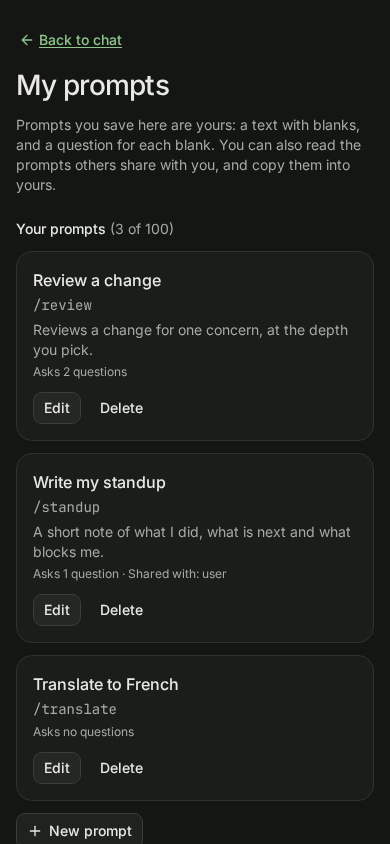 Back to chat
My prompts
Prompts you save here are yours: a text with blanks,
and a question for each blank. You can also read the
prompts others share with you, and copy them into
yours.
Your prompts (3 of 100)
Review a change
/review
Reviews a change for one concern, at the depth
you pick.
Asks 2 questions
Edit Delete
Write my standup
/standup
A short note of what I did, what is next and what
blocks me.
Asks 1 question · Shared with: user
Edit Delete
Translate to French
/translate
Asks no questions
Edit Delete
+ New prompt